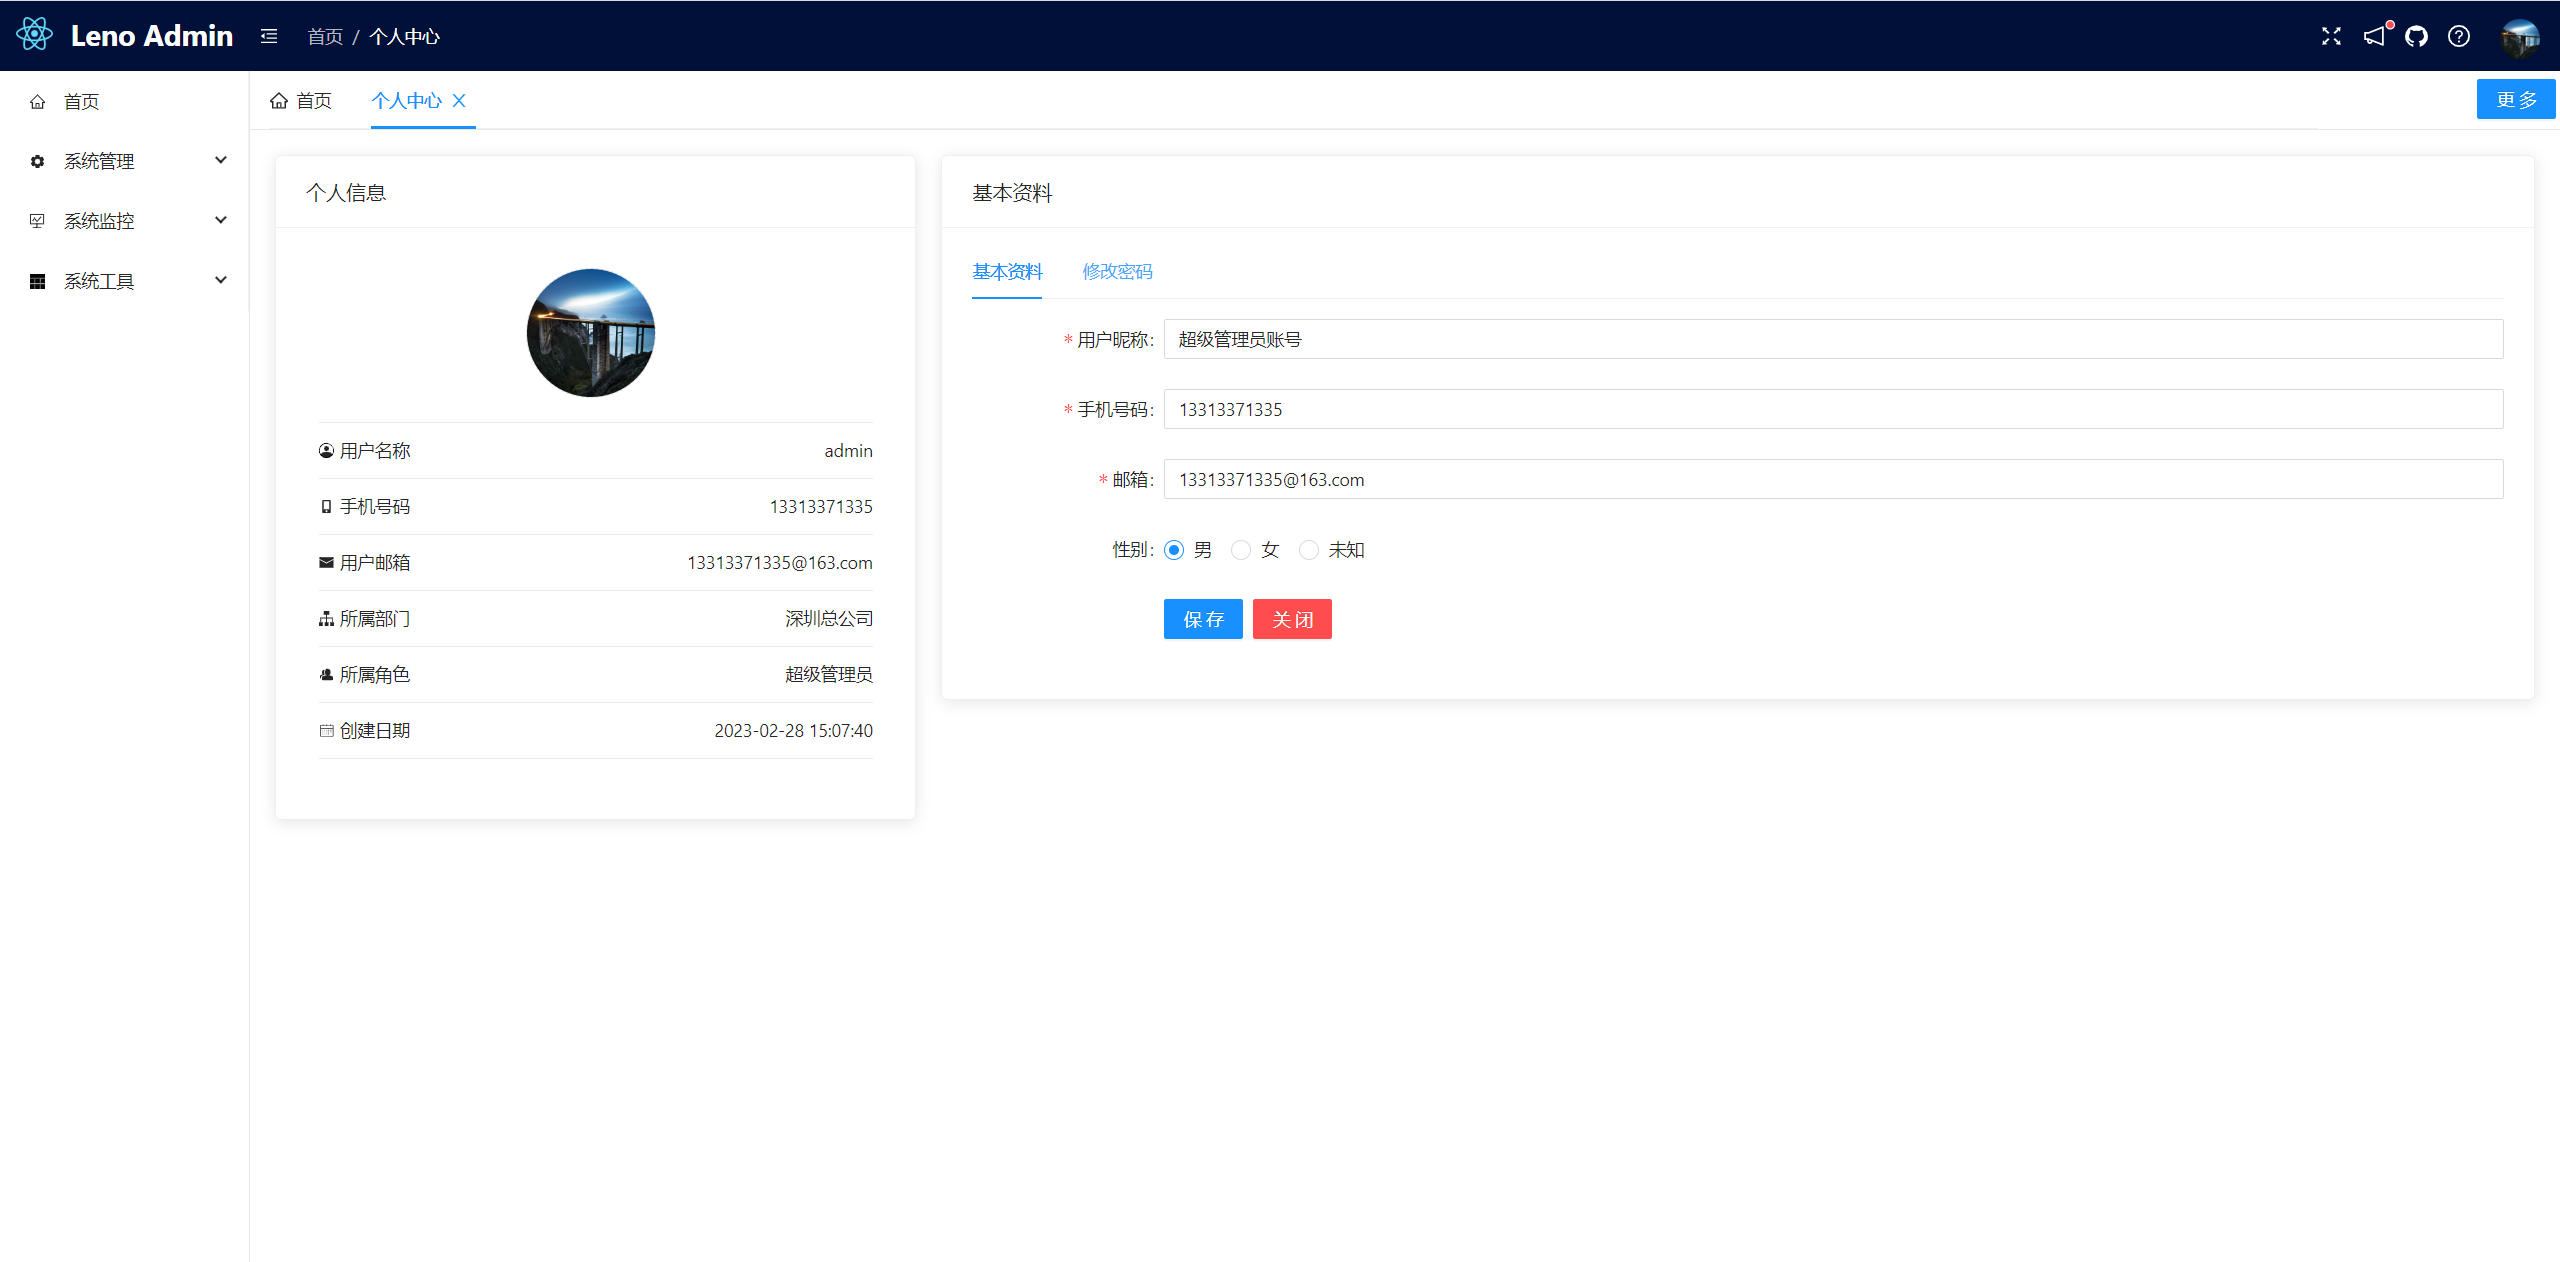 Leno Admin 首页 / 个人中心
首页
系统管理
系统监控
系统工具
首页 个人中心 更多
个人信息
用户名称 admin
手机号码 13313371335
用户邮箱 13313371335@163.com
所属部门 深圳总公司
所属角色 超级管理员
创建日期 2023-02-28 15:07:40
基本资料
基本资料 修改密码
* 用户昵称: 超级管理员账号
* 手机号码: 13313371335
* 邮箱: 13313371335@163.com
性别: 男 女 未知
保存 关闭